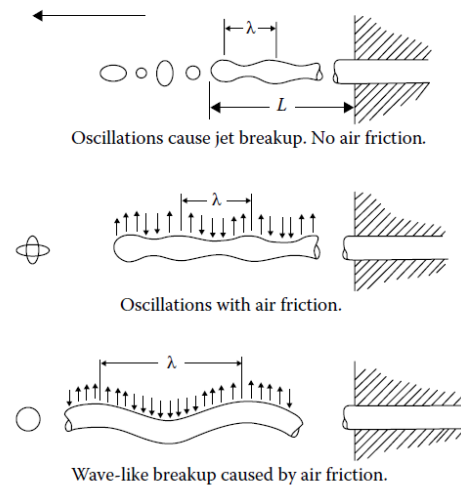 λ
L
Oscillations cause jet breakup. No air friction.
λ
Oscillations with air friction.
λ
Wave-like breakup caused by air friction.